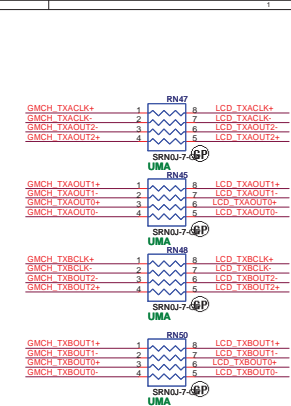 1
RN47
GMCH_TXACLK+ 1 8 LCD_TXACLK+
GMCH_TXACLK- 2 7 LCD_TXACLK-
GMCH_TXAOUT2- 3 6 LCD_TXAOUT2-
GMCH_TXAOUT2+ 4 5 LCD_TXAOUT2+
SRN0J-7-GP
GP
UMA
RN45
GMCH_TXAOUT1+ 1 8 LCD_TXAOUT1+
GMCH_TXAOUT1- 2 7 LCD_TXAOUT1-
GMCH_TXAOUT0+ 3 6 LCD_TXAOUT0+
GMCH_TXAOUT0- 4 5 LCD_TXAOUT0-
SRN0J-7-GP
GP
UMA
RN48
GMCH_TXBCLK+ 1 8 LCD_TXBCLK+
GMCH_TXBCLK- 2 7 LCD_TXBCLK-
GMCH_TXBOUT2- 3 6 LCD_TXBOUT2-
GMCH_TXBOUT2+ 4 5 LCD_TXBOUT2+
SRN0J-7-GP
GP
UMA
RN50
GMCH_TXBOUT1+ 1 8 LCD_TXBOUT1+
GMCH_TXBOUT1- 2 7 LCD_TXBOUT1-
GMCH_TXBOUT0+ 3 6 LCD_TXBOUT0+
GMCH_TXBOUT0- 4 5 LCD_TXBOUT0-
SRN0J-7-GP
GP
UMA